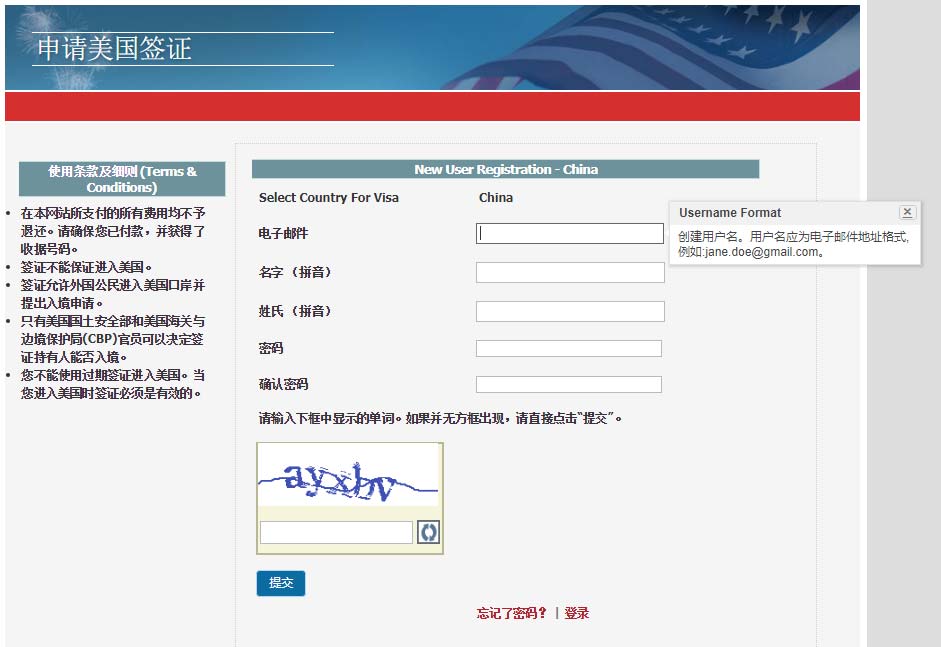 申请美国签证
使用条款及细则 (Terms &
Conditions)
在本网站所支付的所有费用均不予
退还。请确保您已付款，并获得了
收据号码。
签证不能保证进入美国。
签证允许外国公民进入美国口岸并
提出入境申请。
只有美国国土安全部和美国海关与
边境保护局(CBP)官员可以决定签
证持有人能否入境。
您不能使用过期签证进入美国。当
您进入美国时签证必须是有效的。
New User Registration - China
Select Country For Visa China
电子邮件
Username Format
创建用户名。用户名应为电子邮件地址格式,
例如:jane.doe@gmail.com。
名字 （拼音）
姓氏 （拼音）
密码
确认密码
请输入下框中显示的单词。如果并无方框出现，请直接点击“提交”。
ayxhv
提交
忘记了密码？ | 登录